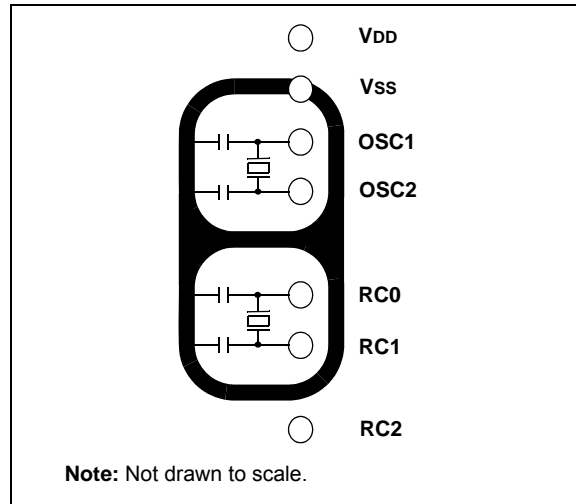 VDD
VSS
OSC1
OSC2
RC0
RC1
RC2
Note: Not drawn to scale.